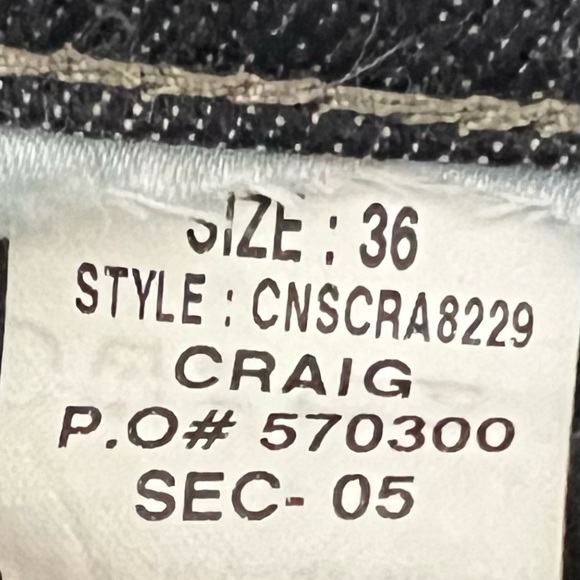 SIZE : 36
STYLE : CNSCRA8229
CRAIG
P.O# 570300
SEC- 05